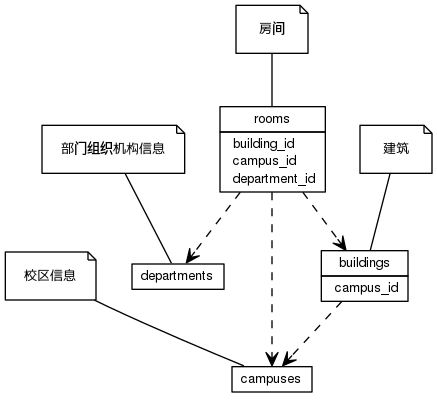 房间
rooms
building_id
campus_id
department_id
部门组织机构信息
建筑
departments
buildings
campus_id
校区信息
campuses